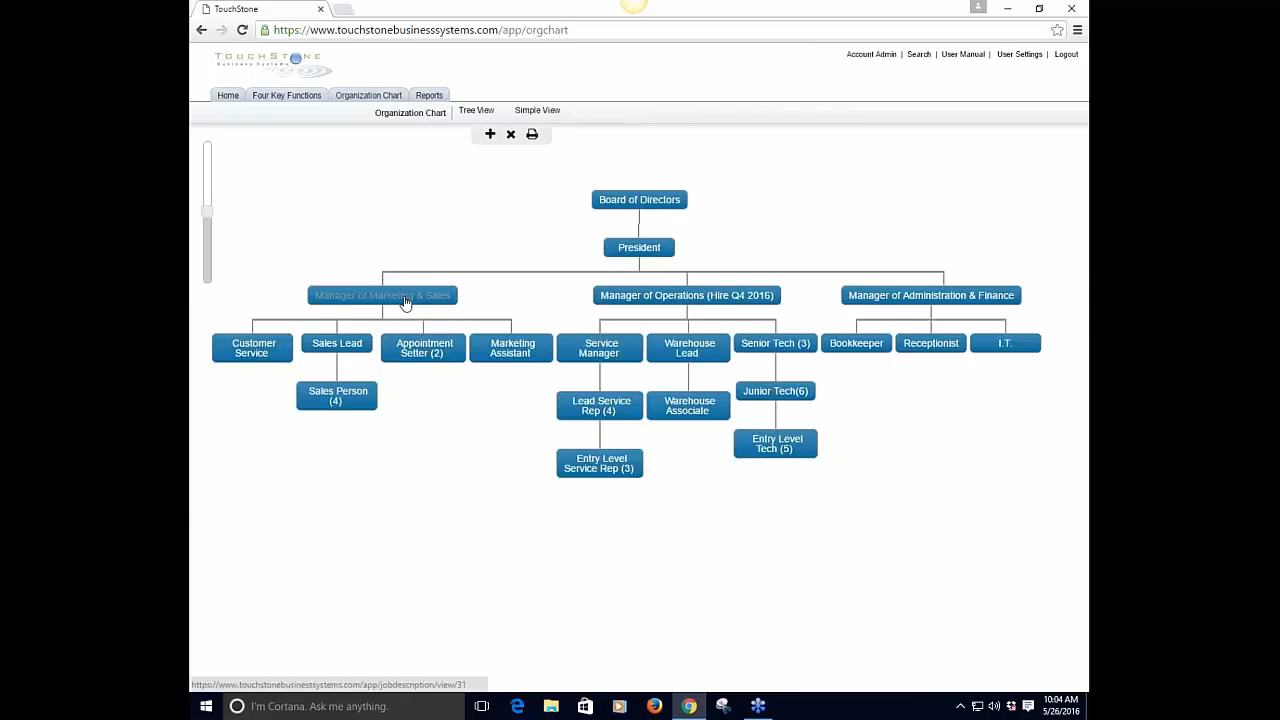 TouchStone
https://www.touchstonebusinesssystems.com/app/orgchart
TOUCHSTONE
Business Systems
Account Admin | Search | User Manual | User Settings | Logout
Home
Four Key Functions
Organization Chart
Reports
Organization Chart
Tree View
Simple View
Board of Directors
President
Manager of Marketing & Sales
Manager of Operations (Hire Q4 2016)
Manager of Administration & Finance
Customer
Service
Sales Lead
Appointment
Setter (2)
Marketing
Assistant
Service
Manager
Warehouse
Lead
Senior Tech (3)
Bookkeeper
Receptionist
I.T.
Sales Person
(4)
Lead Service
Rep (4)
Warehouse
Associate
Junior Tech(6)
Entry Level
Tech (5)
Entry Level
Service Rep (3)
https://www.touchstonebusinesssystems.com/app/jobdescription/view/31
I'm Cortana. Ask me anything.
10:04 AM
5/26/2016